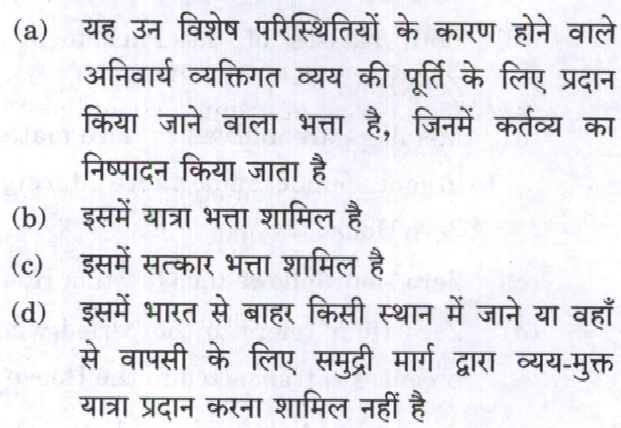 (a) यह उन विशेष परिस्थितियों के कारण होने वाले
अनिवार्य व्यक्तिगत व्यय की पूर्ति के लिए प्रदान
किया जाने वाला भत्ता है, जिनमें कर्तव्य का
निष्पादन किया जाता है
(b) इसमें यात्रा भत्ता शामिल है
(c) इसमें सत्कार भत्ता शामिल है
(d) इसमें भारत से बाहर किसी स्थान में जाने या वहाँ
से वापसी के लिए समुद्री मार्ग द्वारा व्यय-मुक्त
यात्रा प्रदान करना शामिल नहीं है